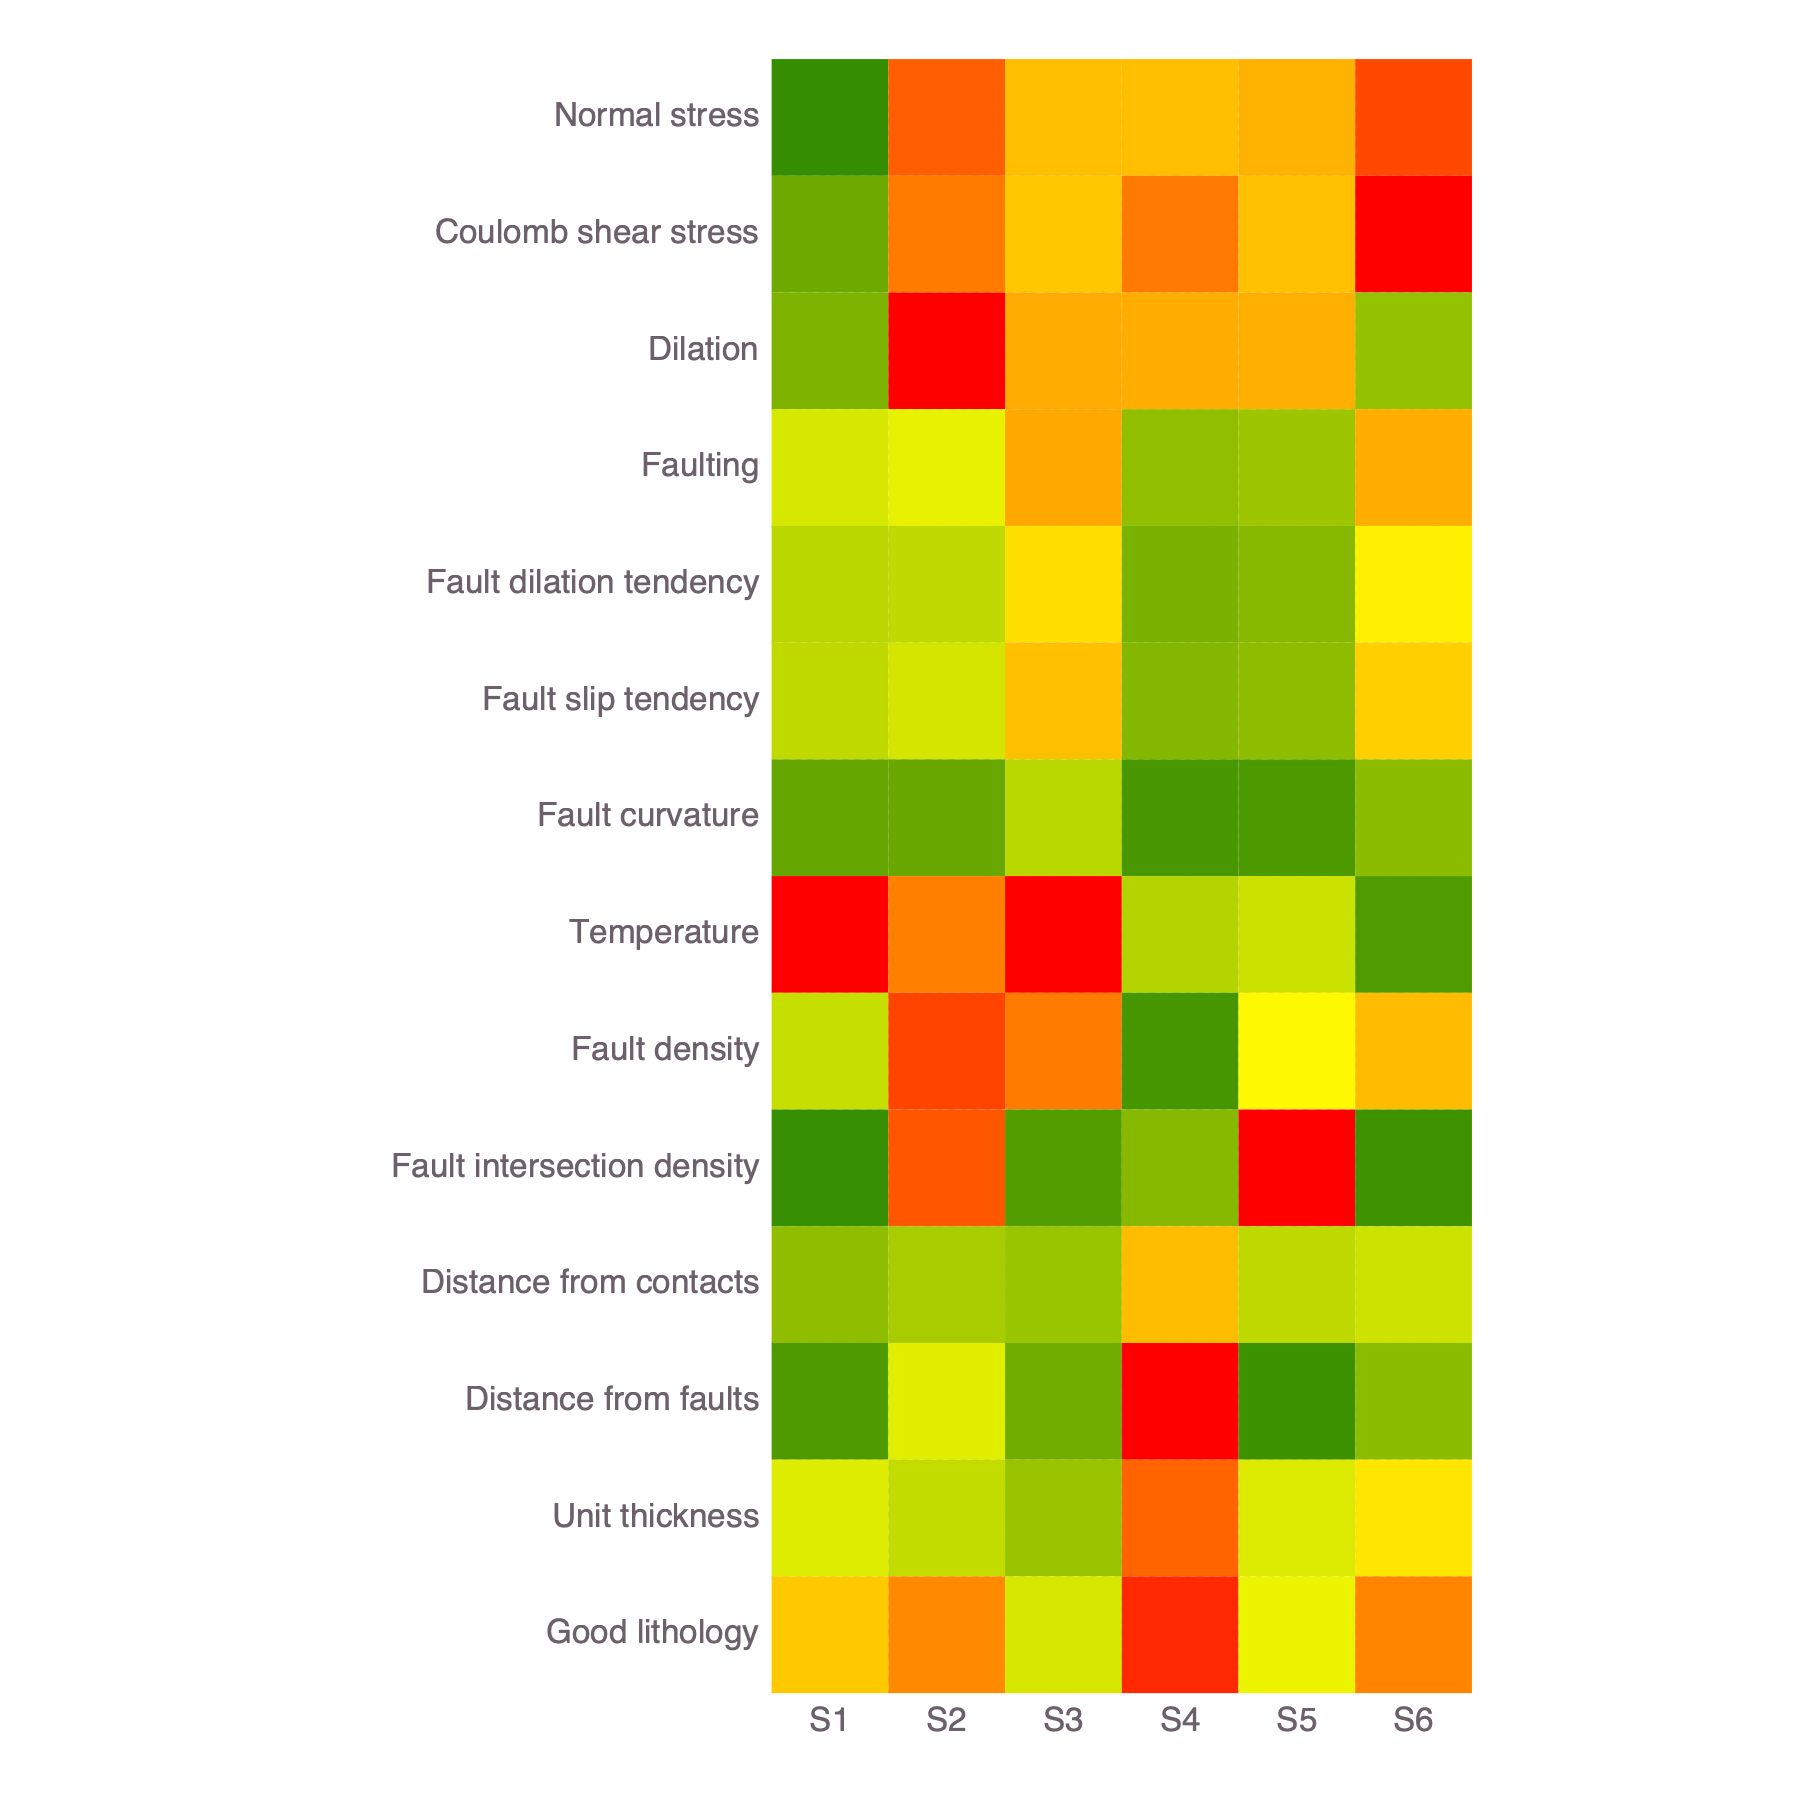 Normal stress
Coulomb shear stress
Dilation
Faulting
Fault dilation tendency
Fault slip tendency
Fault curvature
Temperature
Fault density
Fault intersection density
Distance from contacts
Distance from faults
Unit thickness
Good lithology
S1 S2 S3 S4 S5 S6